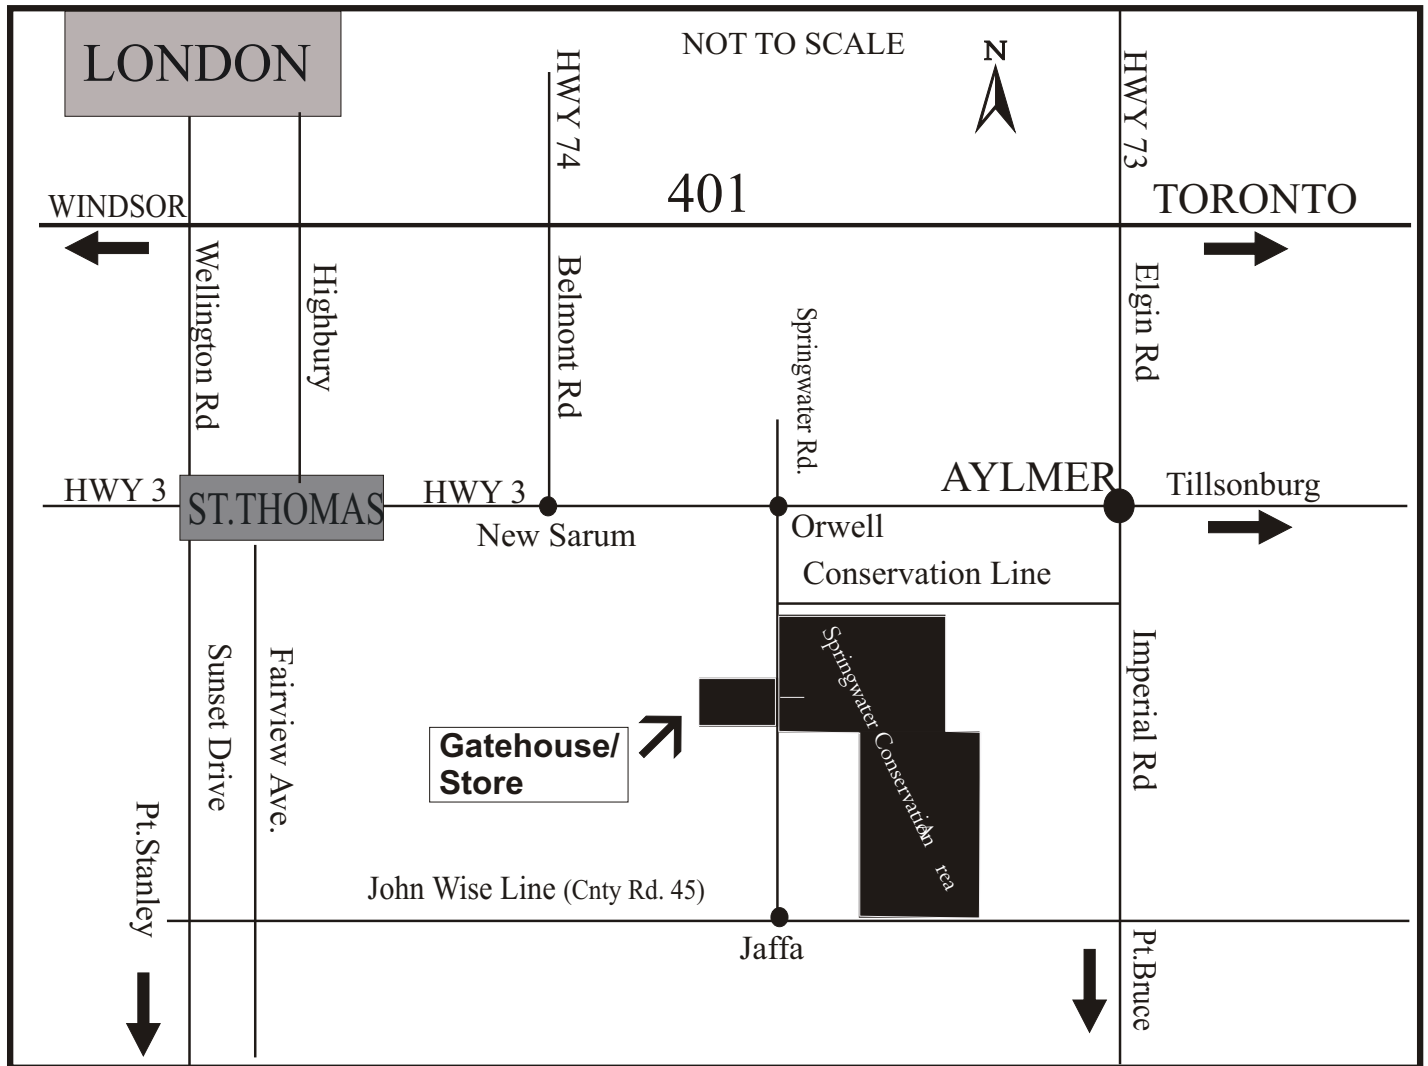 LONDON
NOT TO SCALE
N
HWY 74
HWY 73
401
WINDSOR
TORONTO
Wellington Rd
Highbury
Belmont Rd
Springwater Rd.
Elgin Rd
HWY 3
ST.THOMAS
HWY 3
AYLMER
Tillsonburg
New Sarum
Orwell
Conservation Line
Sunset Drive
Fairview Ave.
Springwater Conservation Area
Imperial Rd
Gatehouse/
Store
Pt.Stanley
John Wise Line (Cnty Rd. 45)
Jaffa
Pt.Bruce